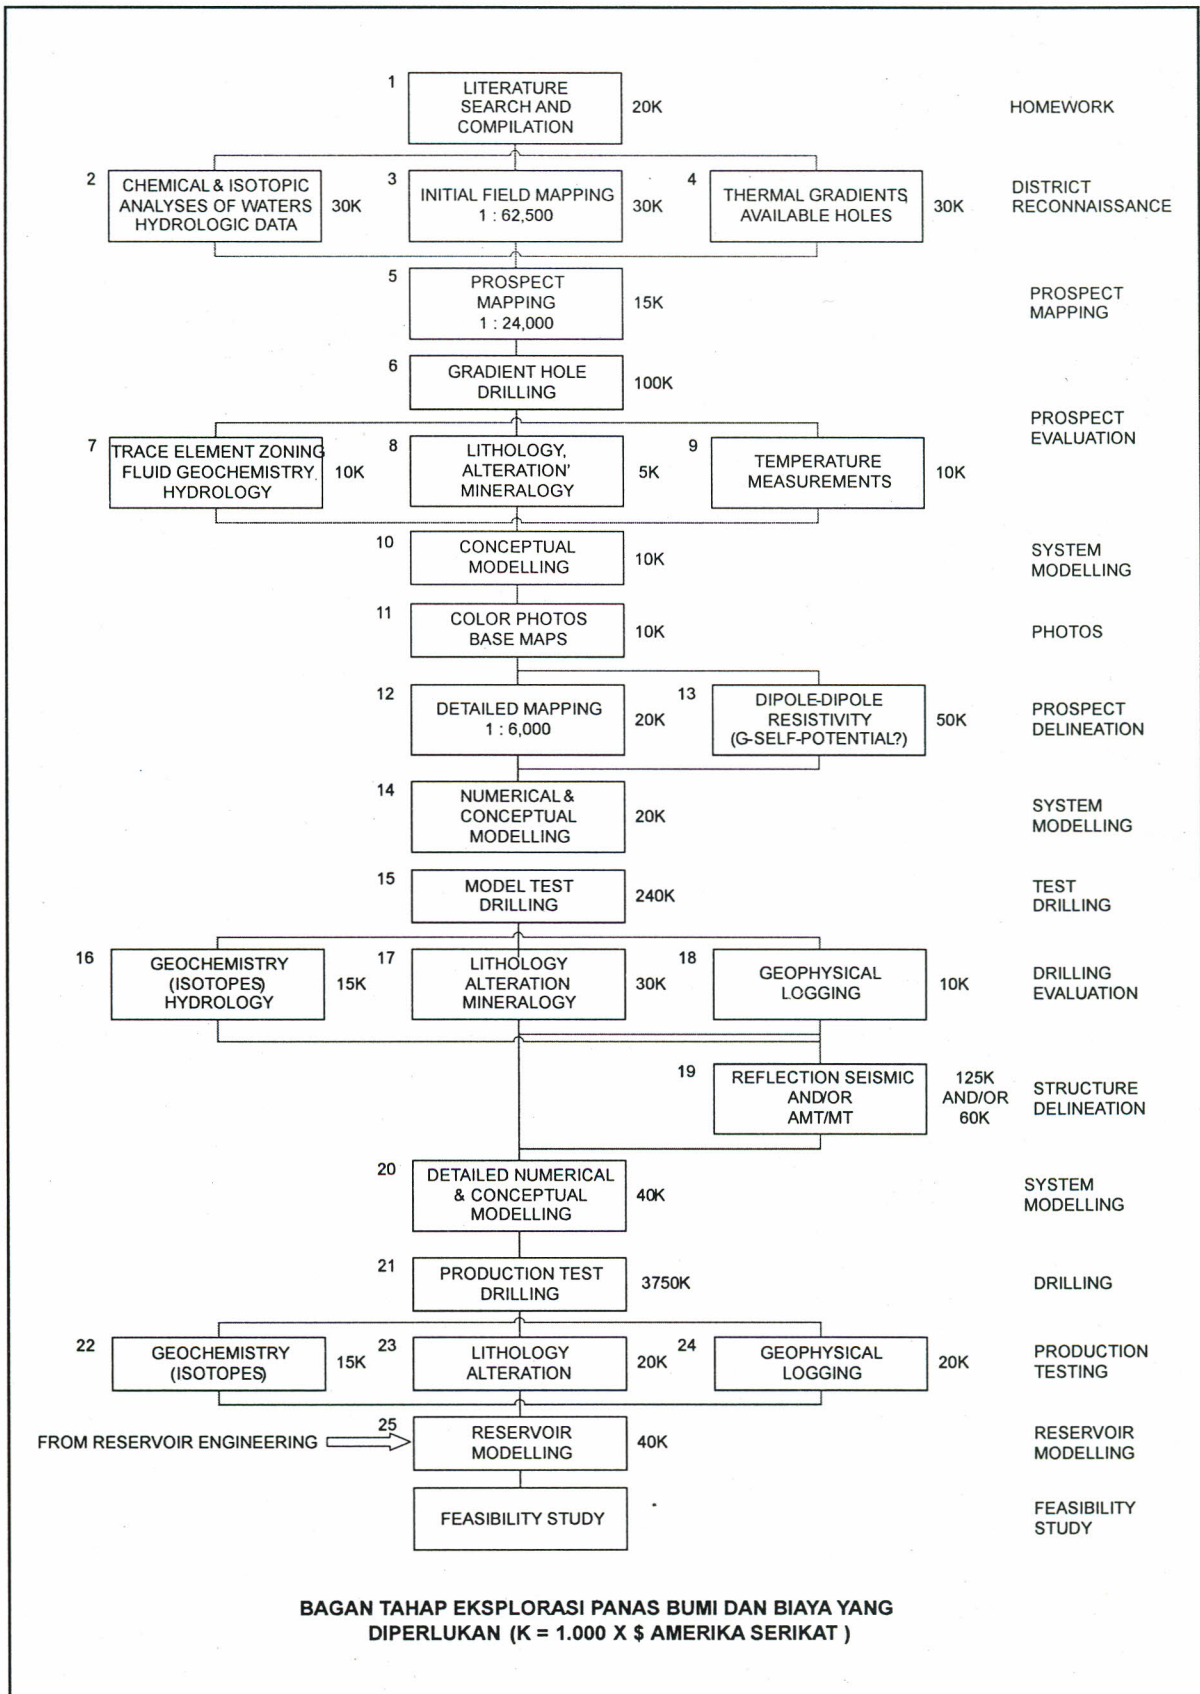 1
LITERATURE
SEARCH AND
COMPILATION
20K
HOMEWORK
2
CHEMICAL & ISOTOPIC
ANALYSES OF WATERS
HYDROLOGIC DATA
30K
3
INITIAL FIELD MAPPING
1 : 62,500
30K
4
THERMAL GRADIENTS,
AVAILABLE HOLES
30K
DISTRICT
RECONNAISSANCE
5
PROSPECT
MAPPING
1 : 24,000
15K
PROSPECT
MAPPING
6
GRADIENT HOLE
DRILLING
100K
PROSPECT
EVALUATION
7
TRACE ELEMENT ZONING
FLUID GEOCHEMISTRY
HYDROLOGY
10K
8
LITHOLOGY,
ALTERATION'
MINERALOGY
5K
9
TEMPERATURE
MEASUREMENTS
10K
10
CONCEPTUAL
MODELLING
10K
SYSTEM
MODELLING
11
COLOR PHOTOS
BASE MAPS
10K
PHOTOS
12
DETAILED MAPPING
1 : 6,000
20K
13
DIPOLE-DIPOLE
RESISTIVITY
(G-SELF-POTENTIAL?)
50K
PROSPECT
DELINEATION
14
NUMERICAL &
CONCEPTUAL
MODELLING
20K
SYSTEM
MODELLING
15
MODEL TEST
DRILLING
240K
TEST
DRILLING
16
GEOCHEMISTRY
(ISOTOPES)
HYDROLOGY
15K
17
LITHOLOGY
ALTERATION
MINERALOGY
30K
18
GEOPHYSICAL
LOGGING
10K
DRILLING
EVALUATION
19
REFLECTION SEISMIC
AND/OR
AMT/MT
125K
AND/OR
60K
STRUCTURE
DELINEATION
20
DETAILED NUMERICAL
& CONCEPTUAL
MODELLING
40K
SYSTEM
MODELLING
21
PRODUCTION TEST
DRILLING
3750K
DRILLING
22
GEOCHEMISTRY
(ISOTOPES)
15K
23
LITHOLOGY
ALTERATION
20K
24
GEOPHYSICAL
LOGGING
20K
PRODUCTION
TESTING
FROM RESERVOIR ENGINEERING
25
RESERVOIR
MODELLING
40K
RESERVOIR
MODELLING
FEASIBILITY STUDY
FEASIBILITY
STUDY
BAGAN TAHAP EKSPLORASI PANAS BUMI DAN BIAYA YANG
DIPERLUKAN (K = 1.000 X $ AMERIKA SERIKAT )